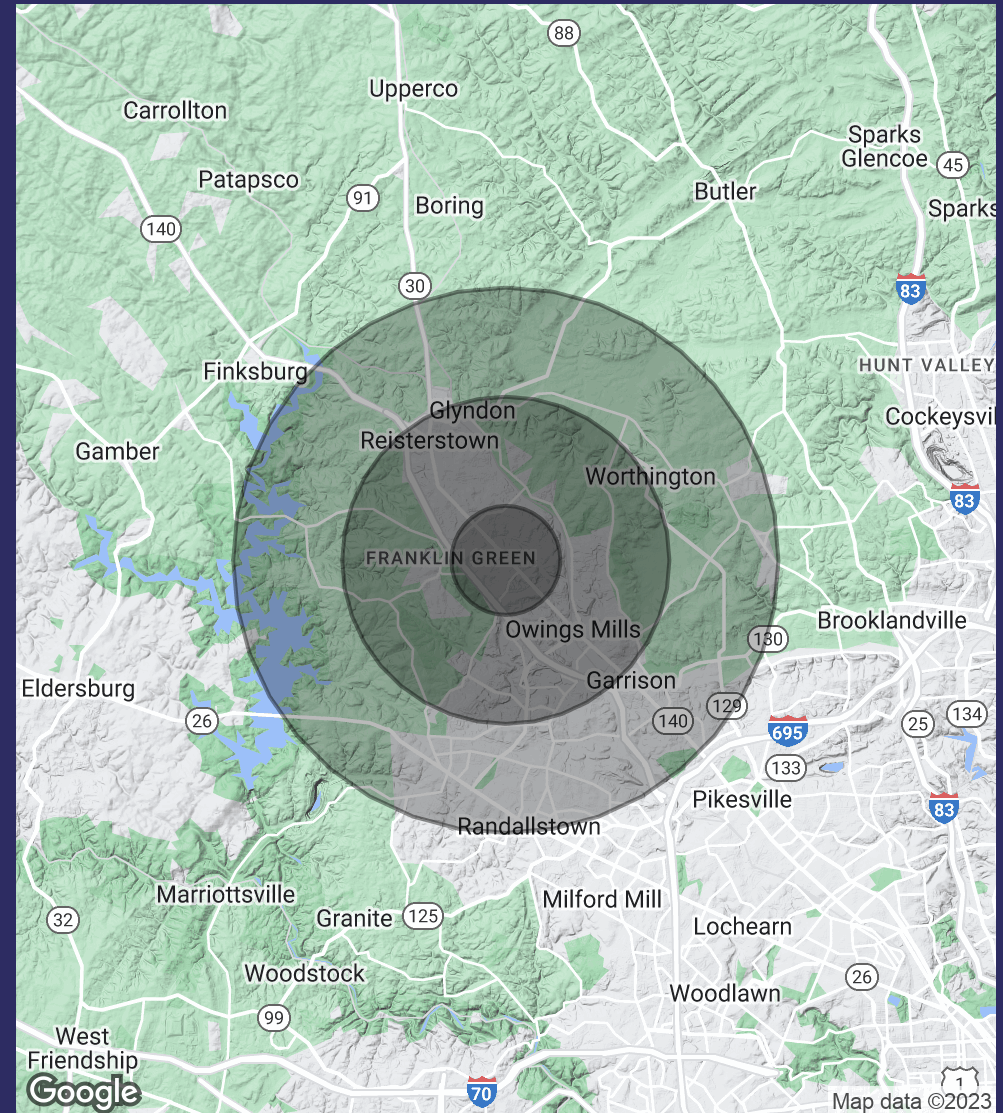 88
Upperco
Carrollton
Sparks
Glencoe
45
Patapsco
91
Boring
Butler
Sparks
140
30
83
Finksburg
HUNT VALLEY
Glyndon
Cockeysvi
Reisterstown
Gamber
Worthington
83
FRANKLIN GREEN
Owings Mills
Brooklandville
130
Garrison
Eldersburg
129
134
26
140
25
695
133
Pikesville
83
Randallstown
Marriottsville
Milford Mill
Granite
125
32
Lochearn
Woodstock
26
Woodlawn
99
West
Friendship
Google
70
1
Map data ©2023